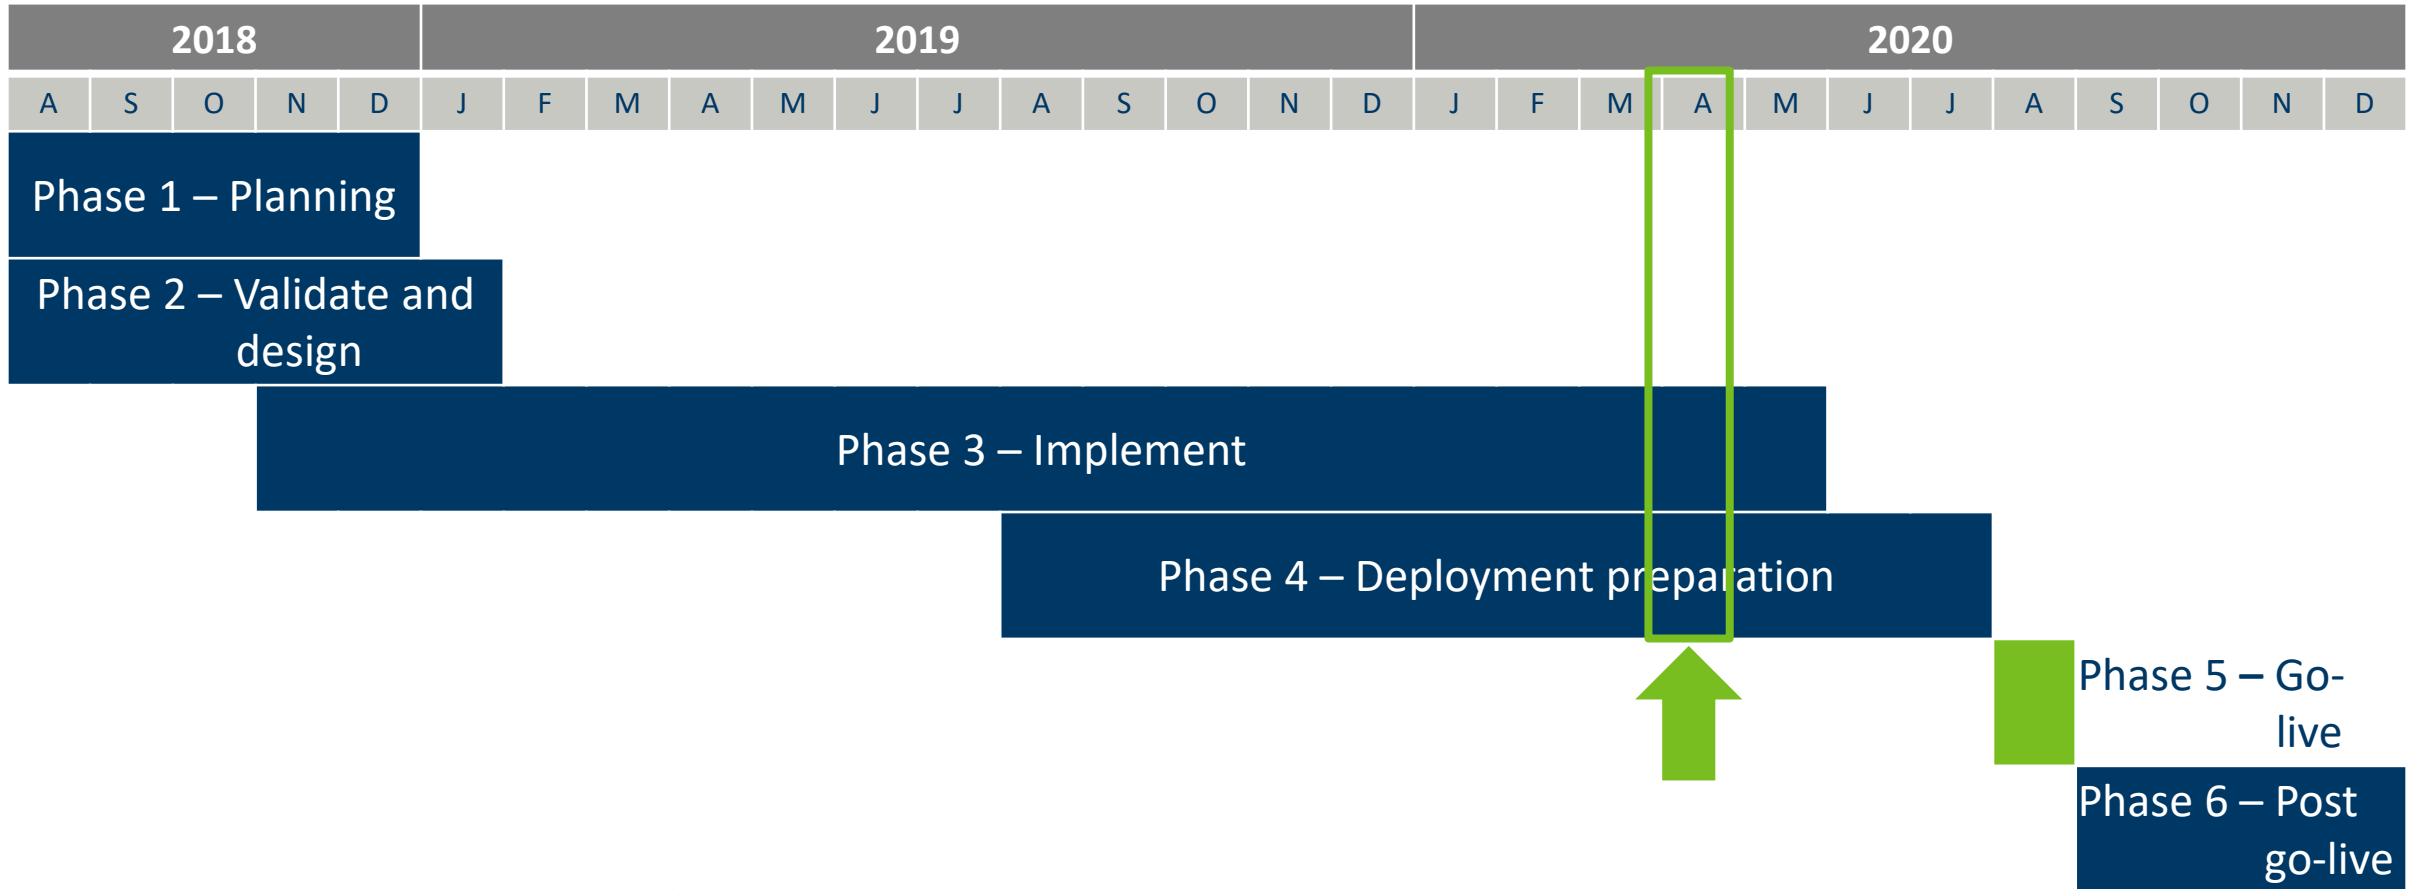 2018 2019 2020
A S O N D J F M A M J J A S O N D J F M A M J J A S O N D
Phase 1 – Planning
Phase 2 – Validate and
design
Phase 3 – Implement
Phase 4 – Deployment preparation
Phase 5 – Go-
live
Phase 6 – Post
go-live